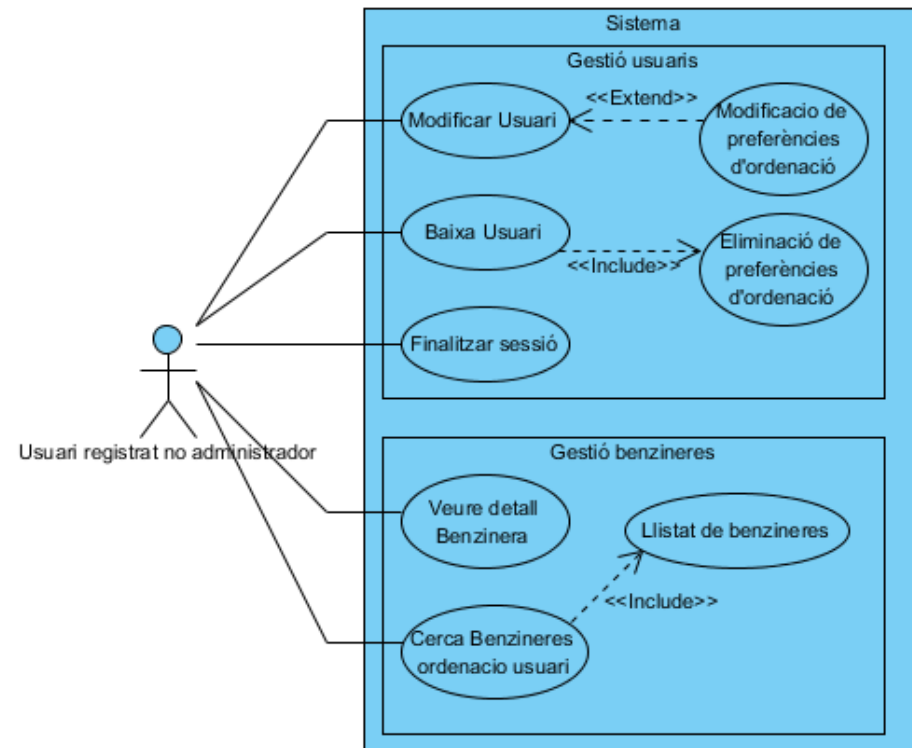 Sistema
Gestió usuaris
<<Extend>>
Modificar Usuari
Modificacio de
preferències
d'ordenació
Baixa Usuari
<<Include>>
Eliminació de
preferències
d'ordenació
Finalitzar sessió
Usuari registrat no administrador
Gestió benzineres
Veure detall
Benzinera
Llistat de benzineres
<<Include>>
Cerca Benzineres
ordenacio usuari